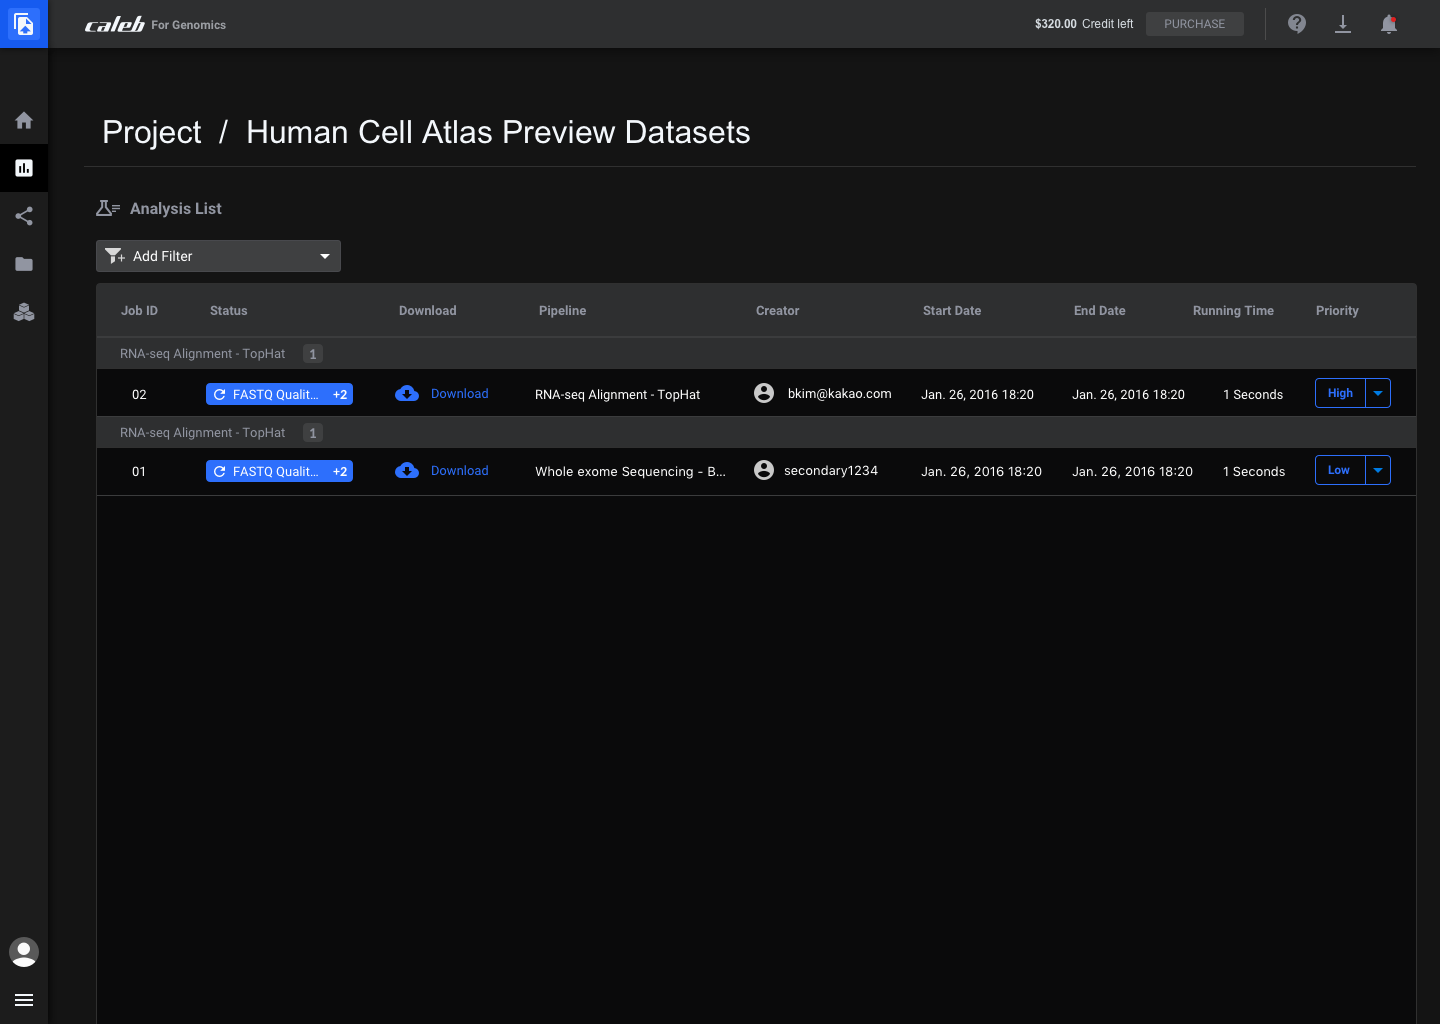 caleb For Genomics $320.00 Credit left PURCHASE
Project / Human Cell Atlas Preview Datasets
Analysis List
Add Filter
Job ID Status Download Pipeline Creator Start Date End Date Running Time Priority
RNA-seq Alignment - TopHat 1
02 FASTQ Qualit... +2 Download RNA-seq Alignment - TopHat bkim@kakao.com Jan. 26, 2016 18:20 Jan. 26, 2016 18:20 1 Seconds High
RNA-seq Alignment - TopHat 1
01 FASTQ Qualit... +2 Download Whole exome Sequencing - B... secondary1234 Jan. 26, 2016 18:20 Jan. 26, 2016 18:20 1 Seconds Low